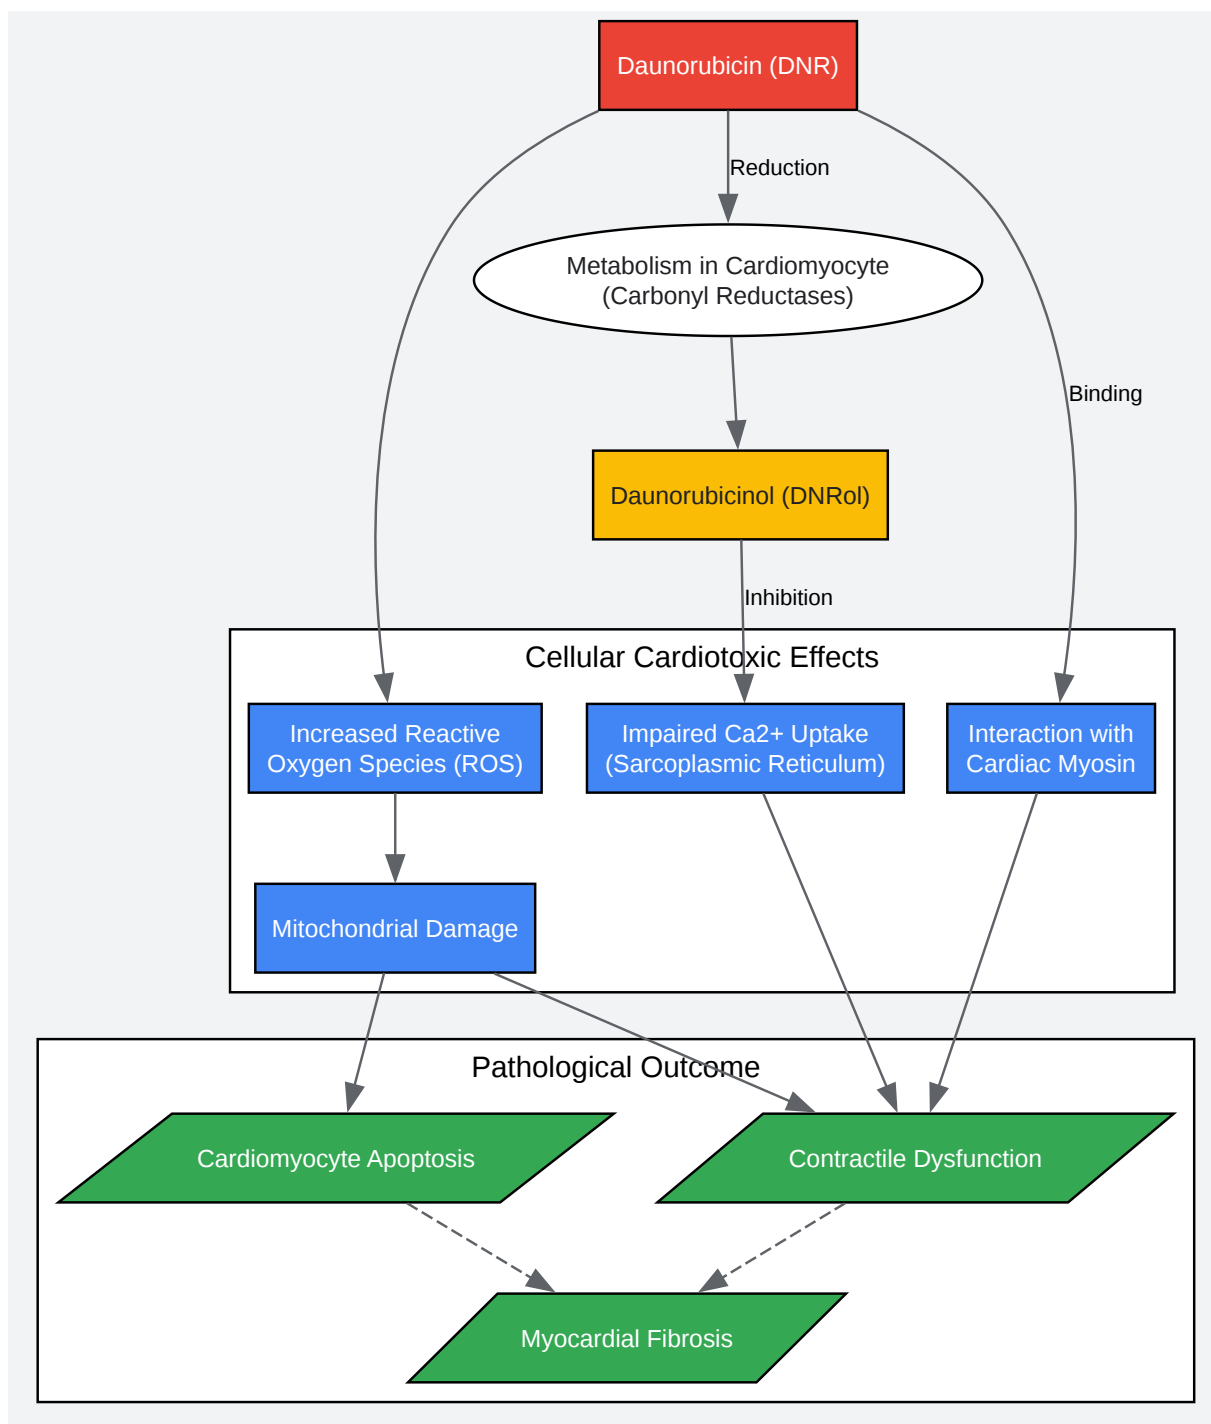 Daunorubicin (DNR)
Reduction
Metabolism in Cardiomyocyte
(Carbonyl Reductases)
Binding
Daunorubicinol (DNRol)
Inhibition
Cellular Cardiotoxic Effects
Increased Reactive
Oxygen Species (ROS)
Impaired Ca2+ Uptake
(Sarcoplasmic Reticulum)
Interaction with
Cardiac Myosin
Mitochondrial Damage
Pathological Outcome
Cardiomyocyte Apoptosis
Contractile Dysfunction
Myocardial Fibrosis